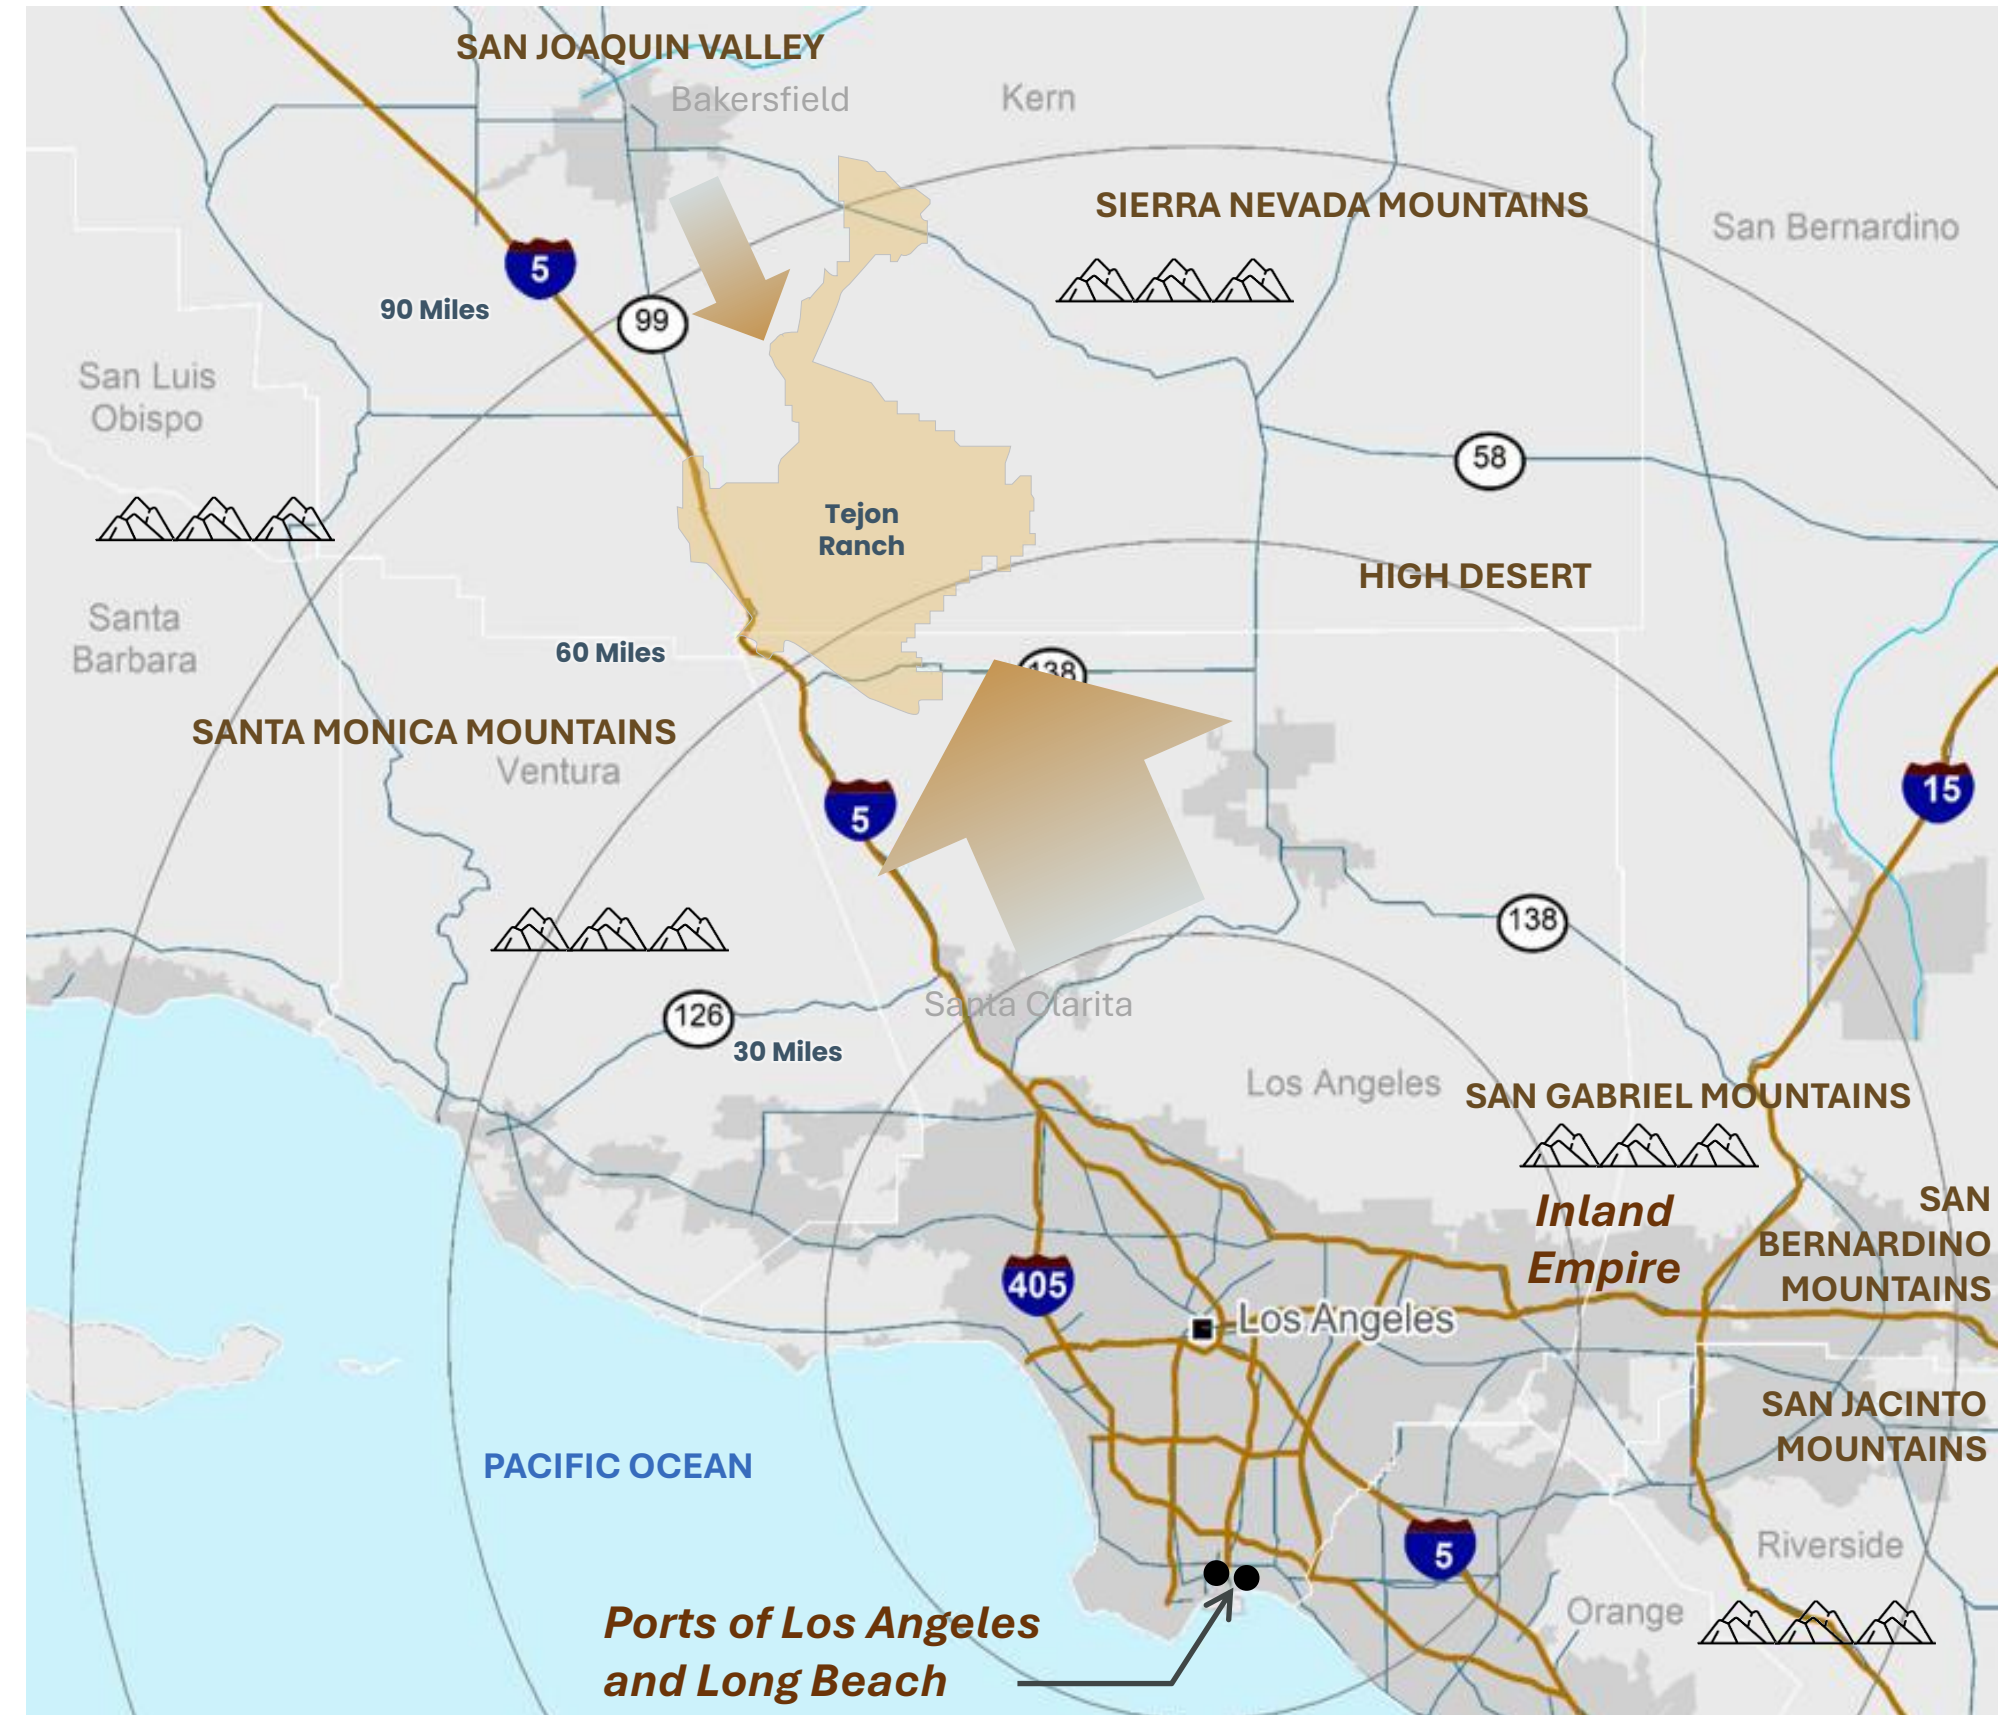 SAN JOAQUIN VALLEY
Bakersfield
Kern
SIERRA NEVADA MOUNTAINS
San Bernardino
5
90 Miles
99
San Luis
Obispo
58
Tejon
Ranch
HIGH DESERT
Santa
Barbara
60 Miles
138
SANTA MONICA MOUNTAINS
Ventura
15
5
138
126
Santa Clarita
30 Miles
Los Angeles
SAN GABRIEL MOUNTAINS
Inland
Empire
SAN
BERNARDINO
MOUNTAINS
405
Los Angeles
SAN JACINTO
MOUNTAINS
PACIFIC OCEAN
5
Riverside
Orange
Ports of Los Angeles
and Long Beach